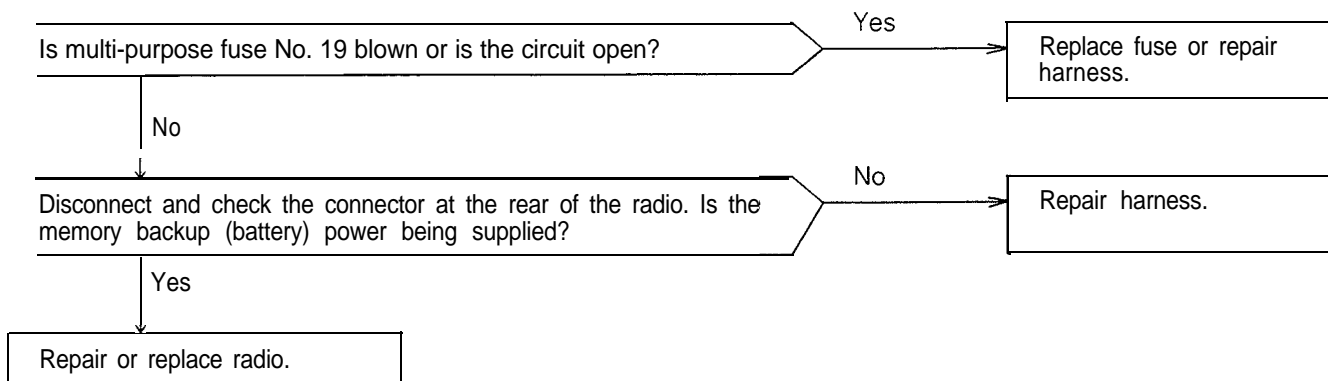 Is multi-purpose fuse No. 19 blown or is the circuit open?
Yes
Replace fuse or repair
harness.
No
Disconnect and check the connector at the rear of the radio. Is the
memory backup (battery) power being supplied?
No
Repair harness.
Yes
Repair or replace radio.